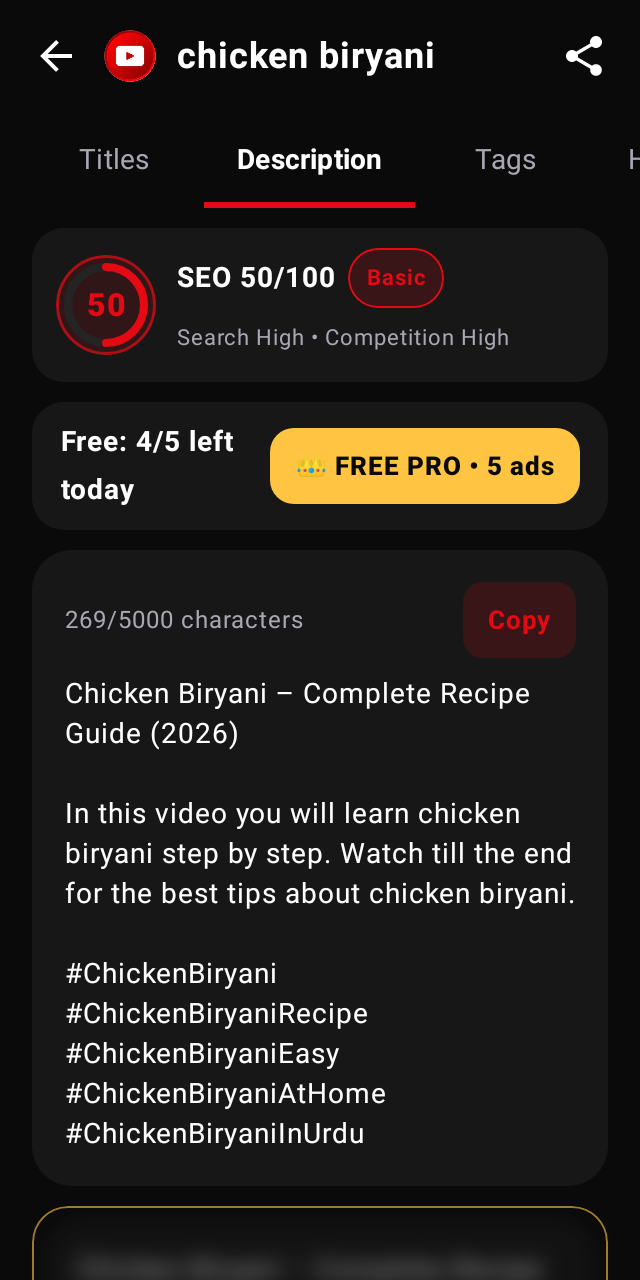 chicken biryani
Titles
Description
Tags
H
50
SEO 50/100
Basic
Search High • Competition High
Free: 4/5 left
today
👑 FREE PRO • 5 ads
269/5000 characters
Copy
Chicken Biryani – Complete Recipe
Guide (2026)
In this video you will learn chicken
biryani step by step. Watch till the end
for the best tips about chicken biryani.
#ChickenBiryani
#ChickenBiryaniRecipe
#ChickenBiryaniEasy
#ChickenBiryaniAtHome
#ChickenBiryaniInUrdu